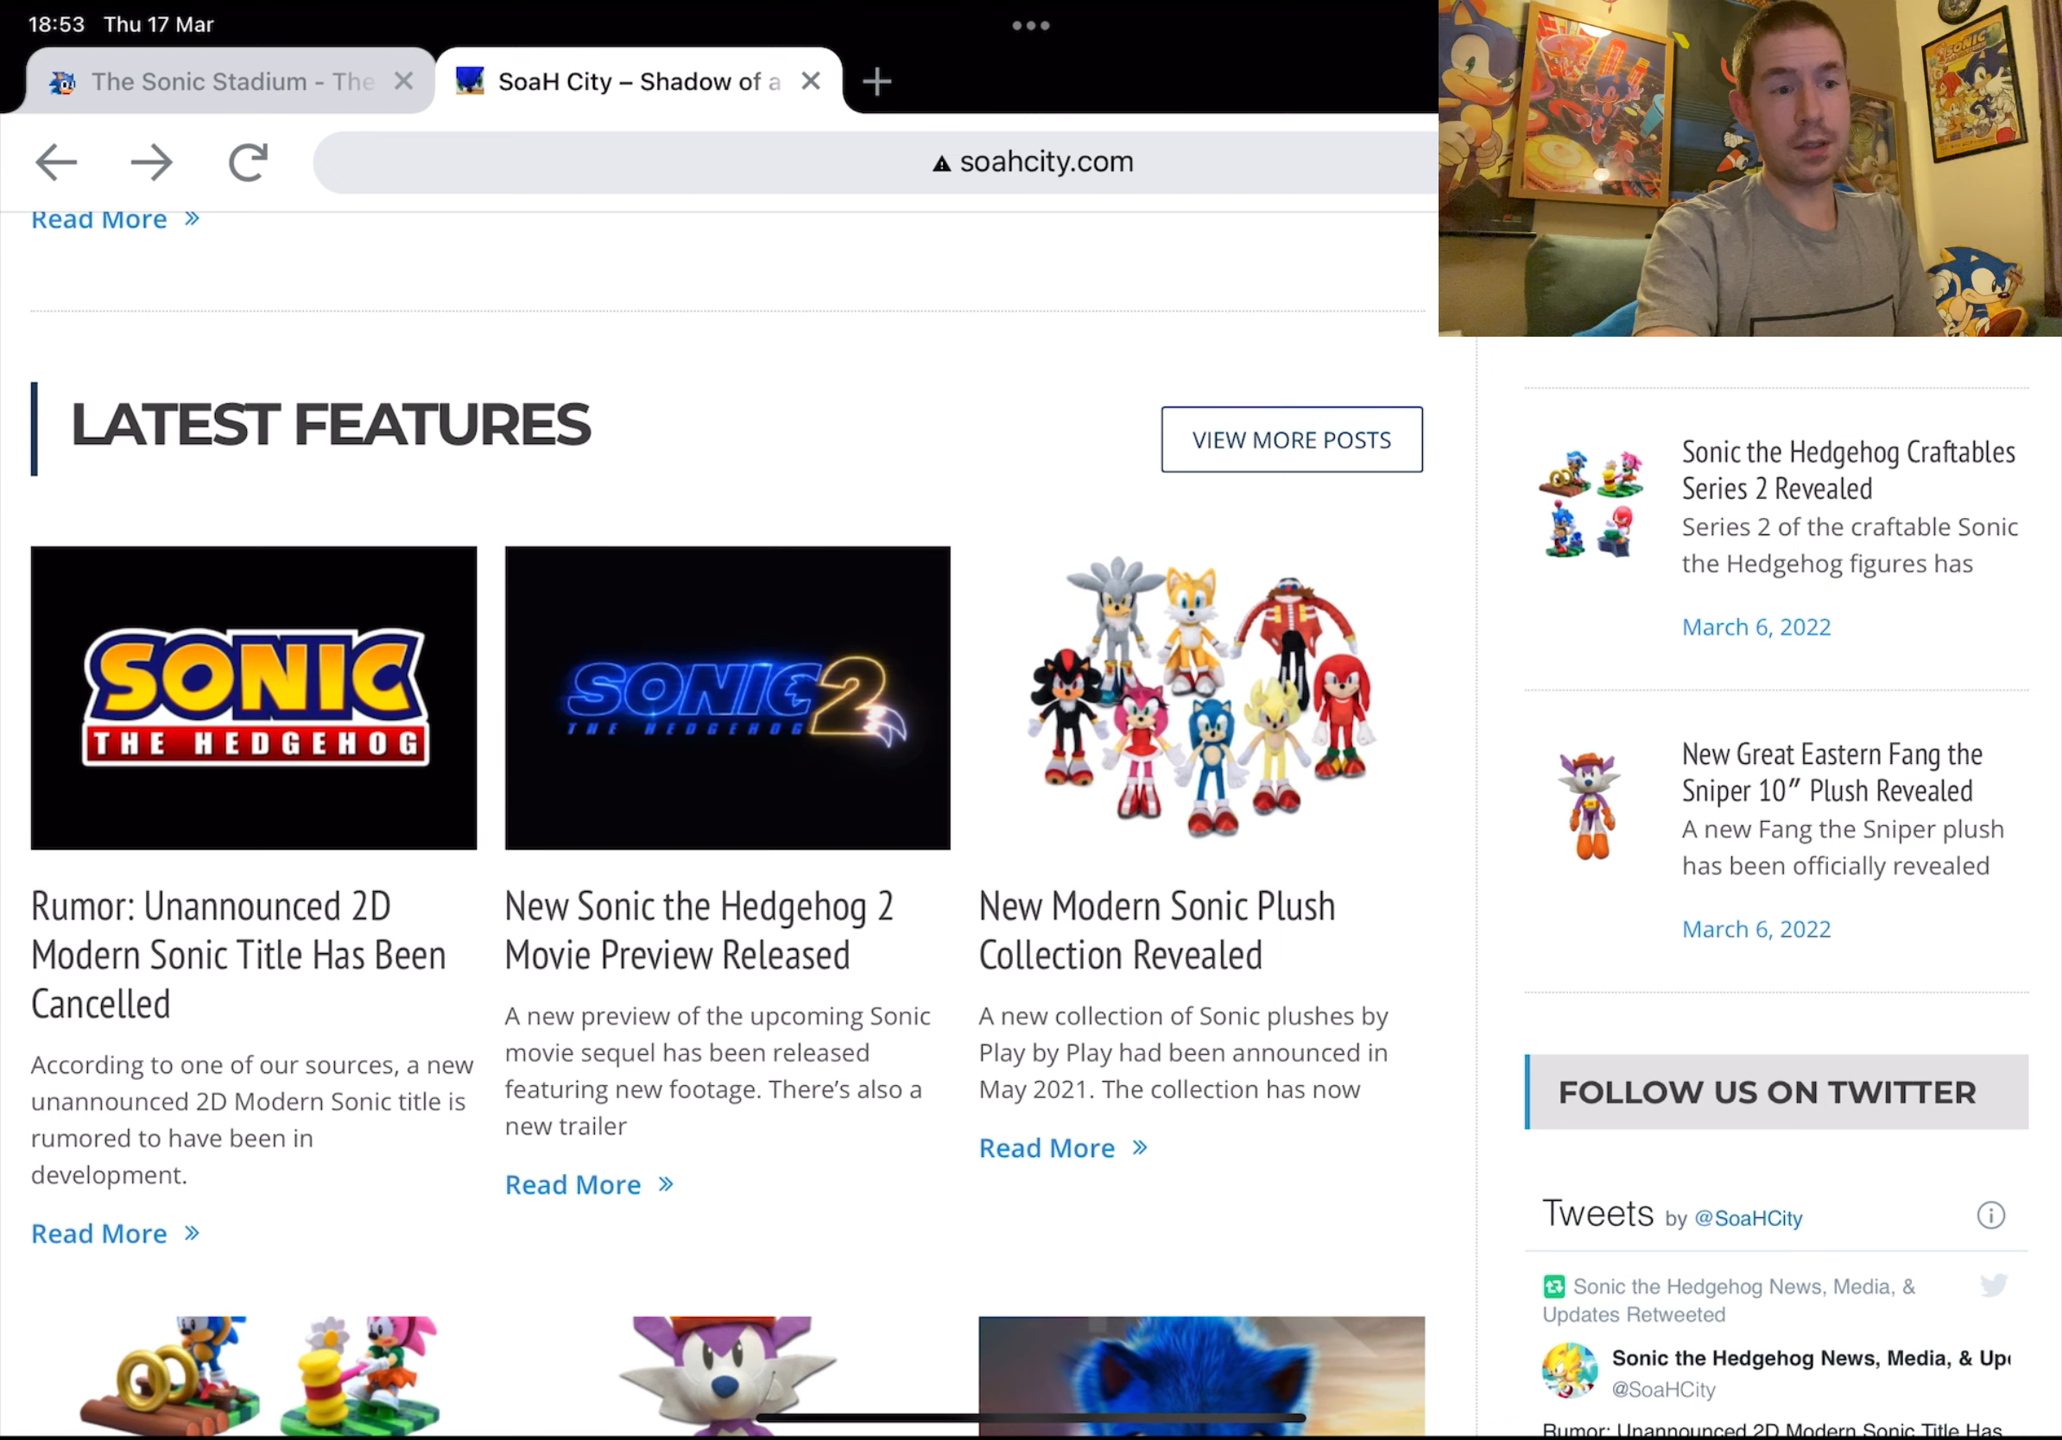 18:53 Thu 17 Mar
The Sonic Stadium - The
SoaH City – Shadow of a
soahcity.com
Read More »
LATEST FEATURES
VIEW MORE POSTS
SONIC
THE HEDGEHOG
Rumor: Unannounced 2D
Modern Sonic Title Has Been
Cancelled
According to one of our sources, a new
unannounced 2D Modern Sonic title is
rumored to have been in
development.
Read More »
SONIC 2
THE HEDGEHOG
New Sonic the Hedgehog 2
Movie Preview Released
A new preview of the upcoming Sonic
movie sequel has been released
featuring new footage. There's also a
new trailer
Read More »
New Modern Sonic Plush
Collection Revealed
A new collection of Sonic plushes by
Play by Play had been announced in
May 2021. The collection has now
Read More »
SONIC
Sonic the Hedgehog Craftables
Series 2 Revealed
Series 2 of the craftable Sonic
the Hedgehog figures has
March 6, 2022
New Great Eastern Fang the
Sniper 10″ Plush Revealed
A new Fang the Sniper plush
has been officially revealed
March 6, 2022
FOLLOW US ON TWITTER
Tweets by @SoaHCity
Sonic the Hedgehog News, Media, &
Updates Retweeted
Sonic the Hedgehog News, Media, & Up
@SoaHCity
Rumor: Unannounced 2D Modern Sonic Title Has